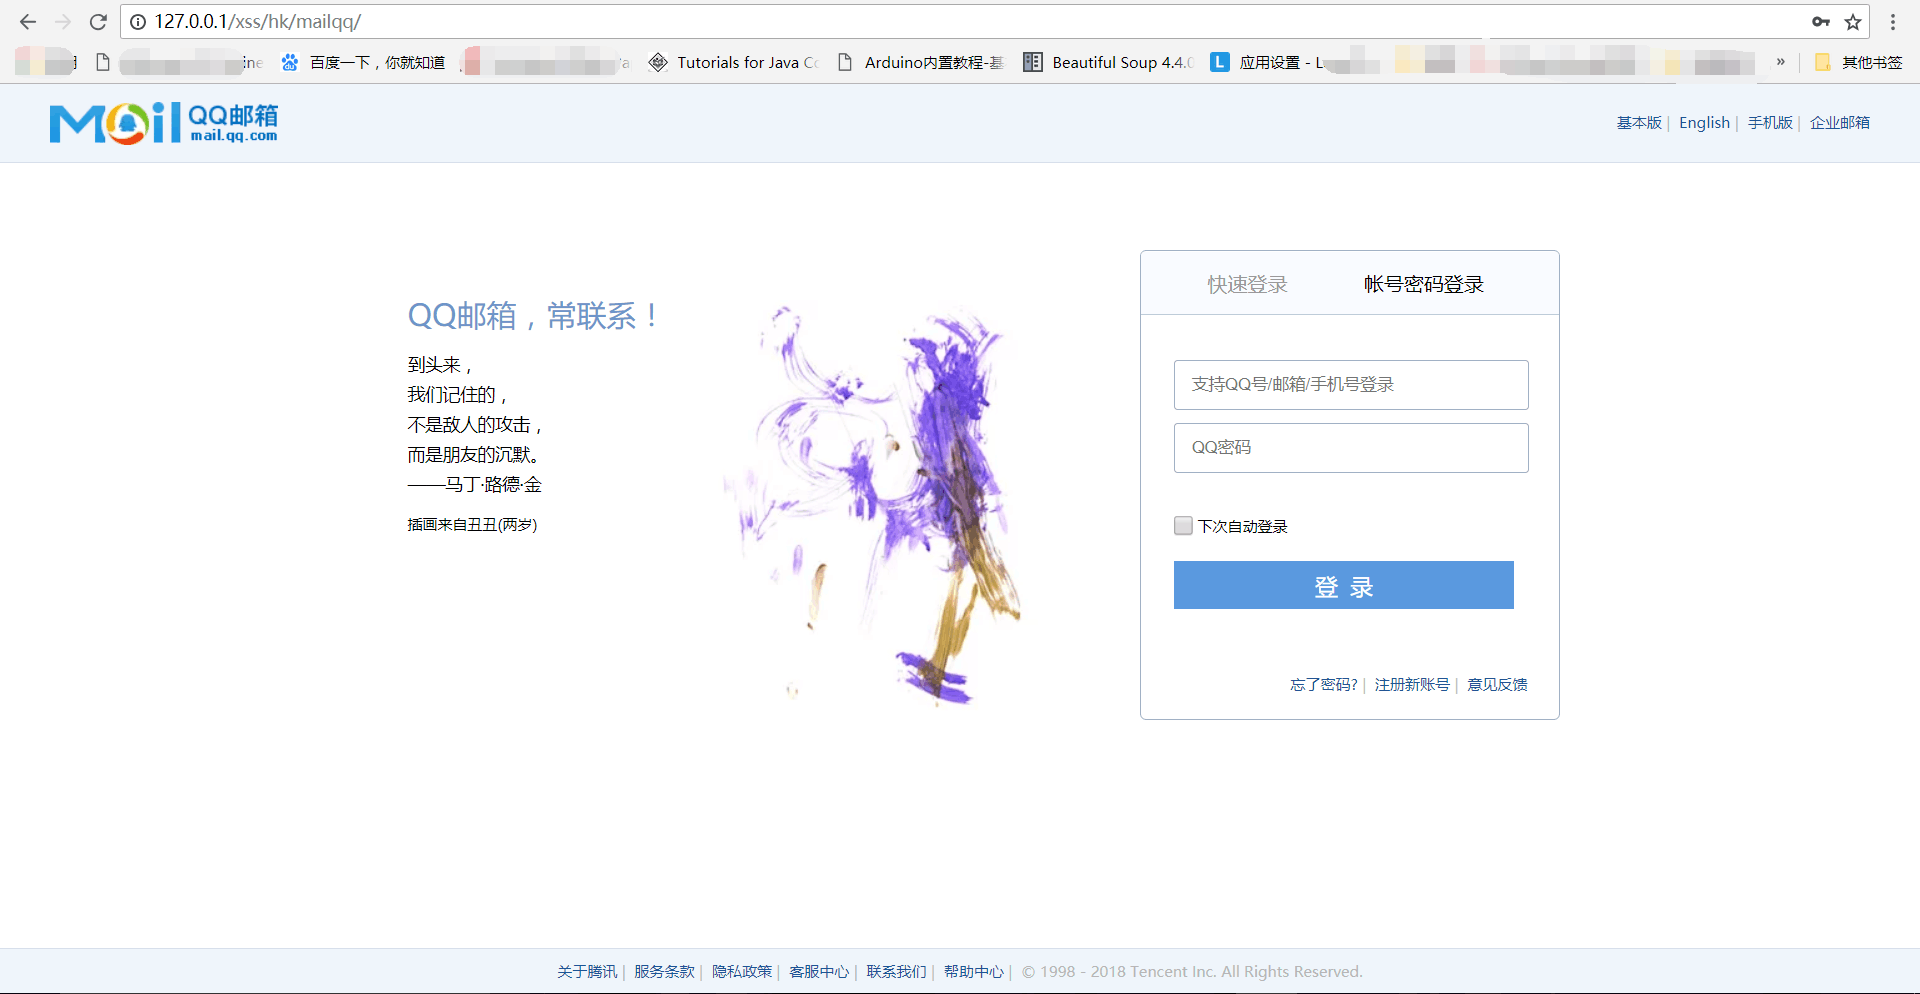 127.0.0.1/xss/hk/mailqq/
百度一下，你就知道
Tutorials for Java
Arduino内置教程-基
Beautiful Soup 4.4.0
应用设置 - L
»
其他书签
Mail QQ邮箱
mail.qq.com
基本版 | English | 手机版 | 企业邮箱
快速登录
帐号密码登录
QQ邮箱，常联系！
到头来，
我们记住的，
不是敌人的攻击，
而是朋友的沉默。
——马丁·路德·金
插画来自丑丑(两岁)
支持QQ号/邮箱/手机号登录
QQ密码
下次自动登录
登 录
忘了密码? | 注册新账号 | 意见反馈
关于腾讯 | 服务条款 | 隐私政策 | 客服中心 | 联系我们 | 帮助中心 | © 1998 - 2018 Tencent Inc. All Rights Reserved.